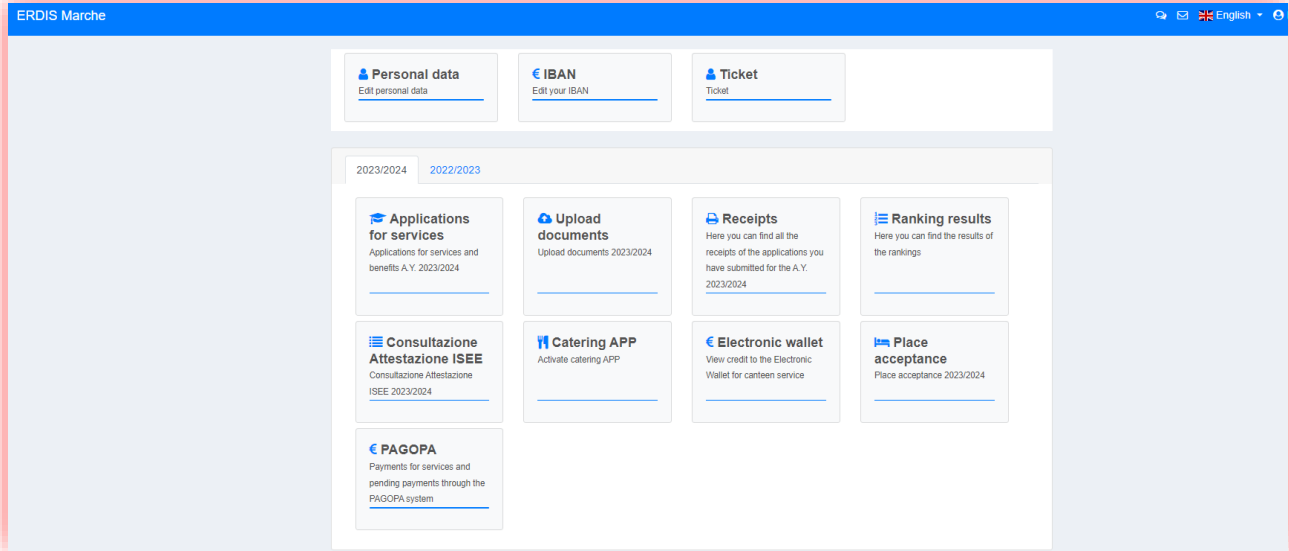 ERDIS Marche
English
Personal data
Edit personal data
IBAN
Edit your IBAN
Ticket
Ticket
2023/2024
2022/2023
Applications
for services
Applications for services and
benefits A.Y. 2023/2024
Upload
documents
Upload documents 2023/2024
Receipts
Here you can find all the
receipts of the applications you
have submitted for the A.Y.
2023/2024
Ranking results
Here you can find the results of
the rankings
Consultazione
Attestazione ISEE
Consultazione Attestazione
ISEE 2023/2024
Catering APP
Activate catering APP
€ Electronic wallet
View credit to the Electronic
Wallet for canteen service
Place
acceptance
Place acceptance 2023/2024
€ PAGOPA
Payments for services and
pending payments through the
PAGOPA system